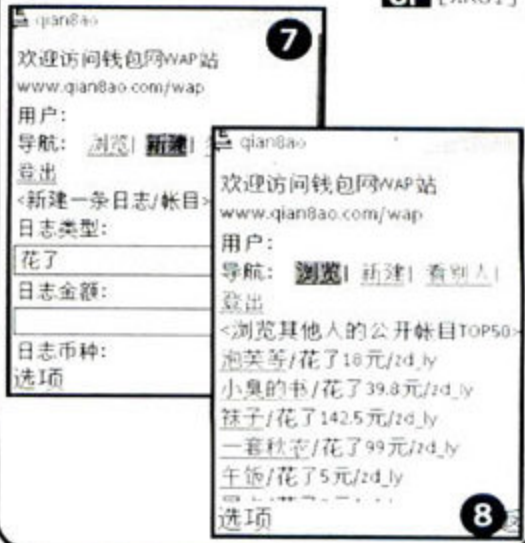 qian8ao
欢迎访问钱包网WAP站
www.qian8ao.com/wap
用户:
导航: 浏览| 新建|
登出
<新建一条日志/帐目>
日志类型:
花了
日志金额:
日志币种:
选项
7
qian8ao
欢迎访问钱包网WAP站
www.qian8ao.com/wap
用户:
导航: 浏览| 新建| 看别人|
登出
<浏览其他人的公开帐目TOP50>
泡芙等/花了18元/zd_ly
小臭的书/花了39.8元/zd_ly
袜子/花了142.5元/zd_ly
一套秋衣/花了99元/zd_ly
午饭/花了5元/zd_ly
选项
8